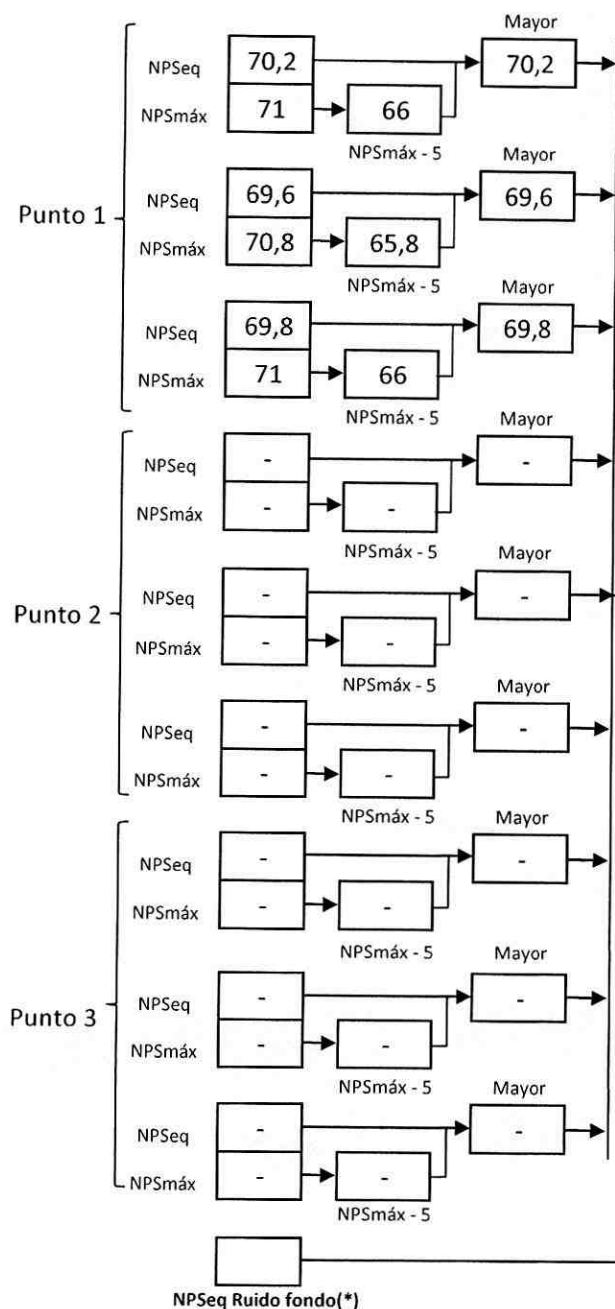 Mayor
NPSeq 70,2 70,2
NPSmáx 71 66
NPSmáx - 5
Mayor
Punto 1
NPSeq 69,6 69,6
NPSmáx 70,8 65,8
NPSmáx - 5
Mayor
NPSeq 69,8 69,8
NPSmáx 71 66
NPSmáx - 5
Mayor
NPSeq - -
NPSmáx - -
NPSmáx - 5
Mayor
Punto 2
NPSeq - -
NPSmáx - -
NPSmáx - 5
Mayor
NPSeq - -
NPSmáx - -
NPSmáx - 5
Mayor
NPSeq - -
NPSmáx - -
NPSmáx - 5
Mayor
Punto 3
NPSeq - -
NPSmáx - -
NPSmáx - 5
Mayor
NPSeq - -
NPSmáx - -
NPSmáx - 5
NPSeq Ruido fondo(*)